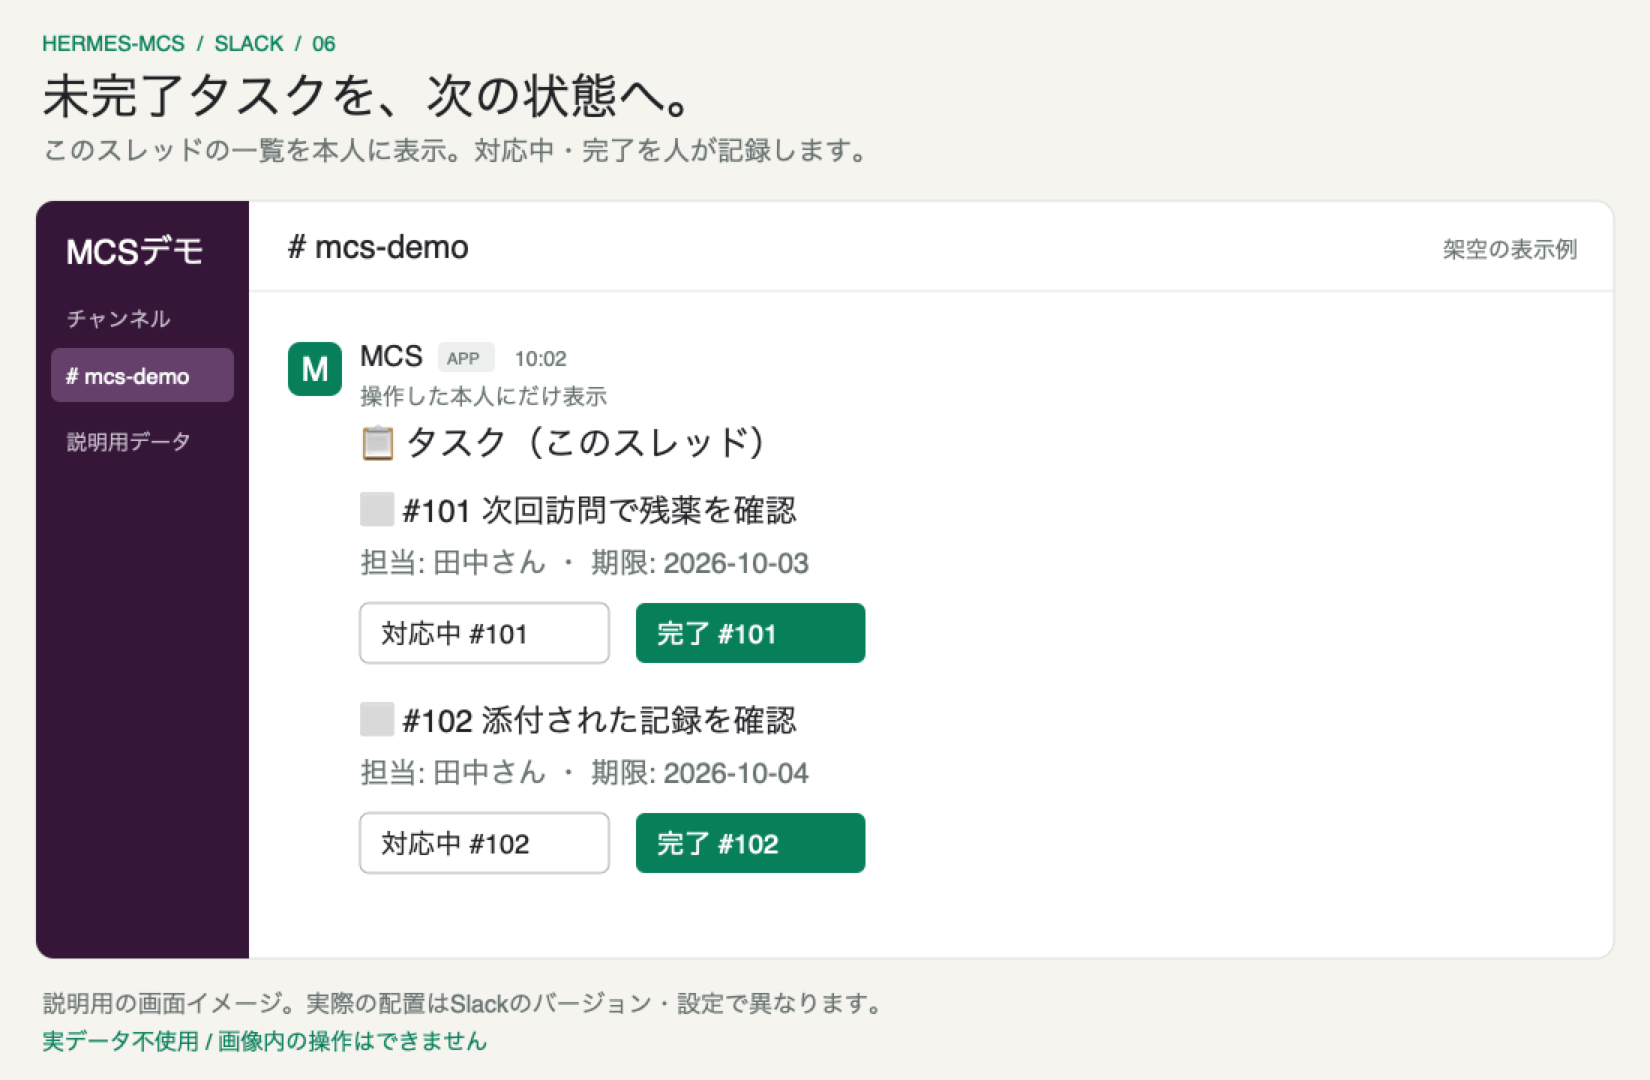 HERMES-MCS / SLACK / 06
未完了タスクを、次の状態へ。
このスレッドの一覧を本人に表示。対応中・完了を人が記録します。
MCSデモ
チャンネル
# mcs-demo
説明用データ
# mcs-demo
架空の表示例
M
MCS APP 10:02
操作した本人にだけ表示
タスク（このスレッド）
#101 次回訪問で残薬を確認
担当: 田中さん ・ 期限: 2026-10-03
対応中 #101
完了 #101
#102 添付された記録を確認
担当: 田中さん ・ 期限: 2026-10-04
対応中 #102
完了 #102
説明用の画面イメージ。実際の配置はSlackのバージョン・設定で異なります。
実データ不使用 / 画像内の操作はできません